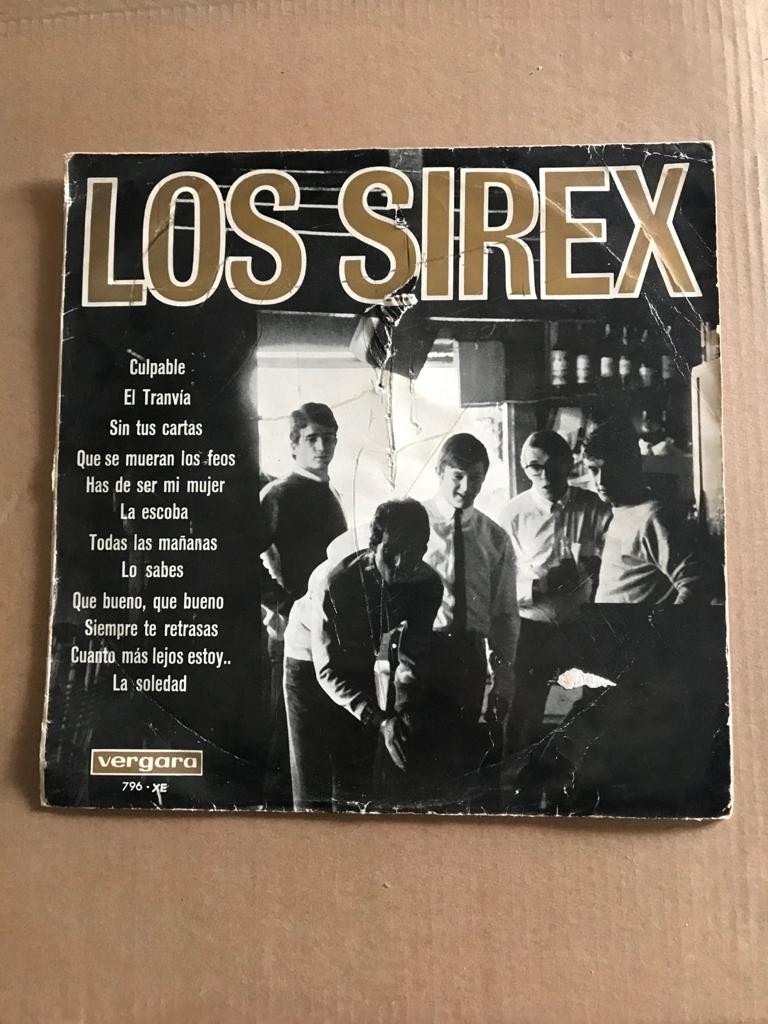 LOS SIREX
Culpable
El Tranvía
Sin tus cartas
Que se mueran los feos
Has de ser mi mujer
La escoba
Todas las mañanas
Lo sabes
Que bueno, que bueno
Siempre te retrasas
Cuanto más lejos estoy..
La soledad
vergara
796 - XE